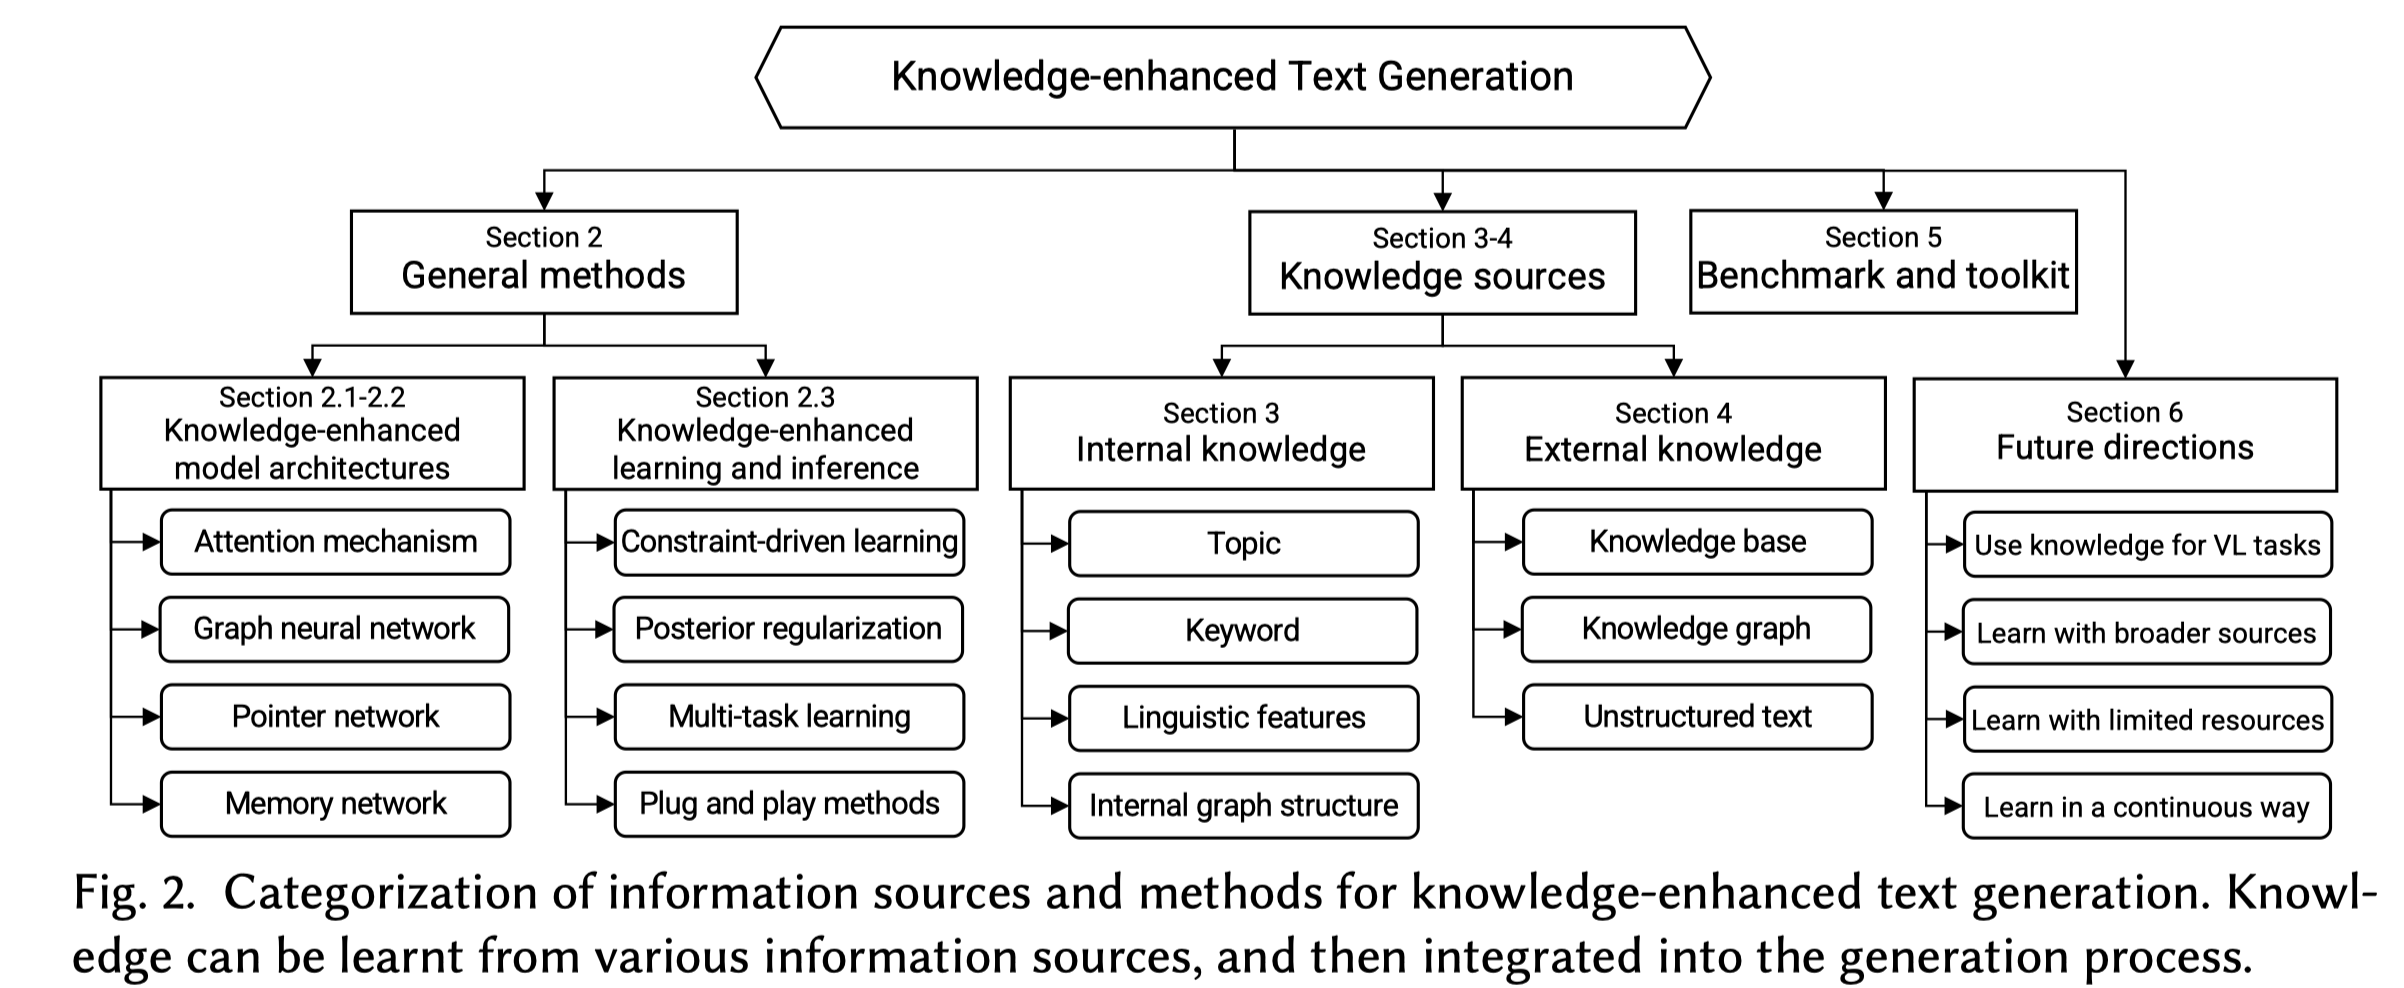 Knowledge-enhanced Text Generation
Section 2
General methods
Section 3-4
Knowledge sources
Section 5
Benchmark and toolkit
Section 2.1-2.2
Knowledge-enhanced
model architectures
Attention mechanism
Graph neural network
Pointer network
Memory network
Section 2.3
Knowledge-enhanced
learning and inference
Constraint-driven learning
Posterior regularization
Multi-task learning
Plug and play methods
Section 3
Internal knowledge
Topic
Keyword
Linguistic features
Internal graph structure
Section 4
External knowledge
Knowledge base
Knowledge graph
Unstructured text
Section 6
Future directions
Use knowledge for VL tasks
Learn with broader sources
Learn with limited resources
Learn in a continuous way
Fig. 2. Categorization of information sources and methods for knowledge-enhanced text generation. Knowl-
edge can be learnt from various information sources, and then integrated into the generation process.